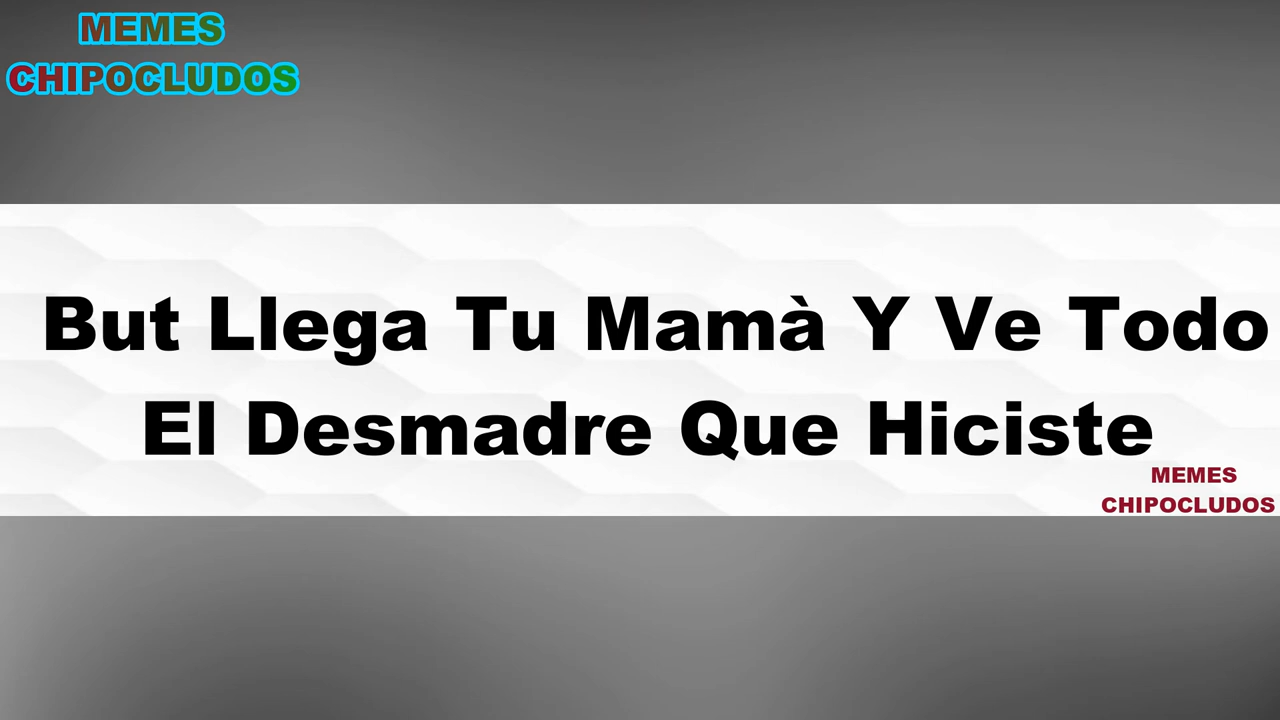 MEMES
CHIPOCLUDOS
But Llega Tu Mamà Y Ve Todo
El Desmadre Que Hiciste
MEMES
CHIPOCLUDOS